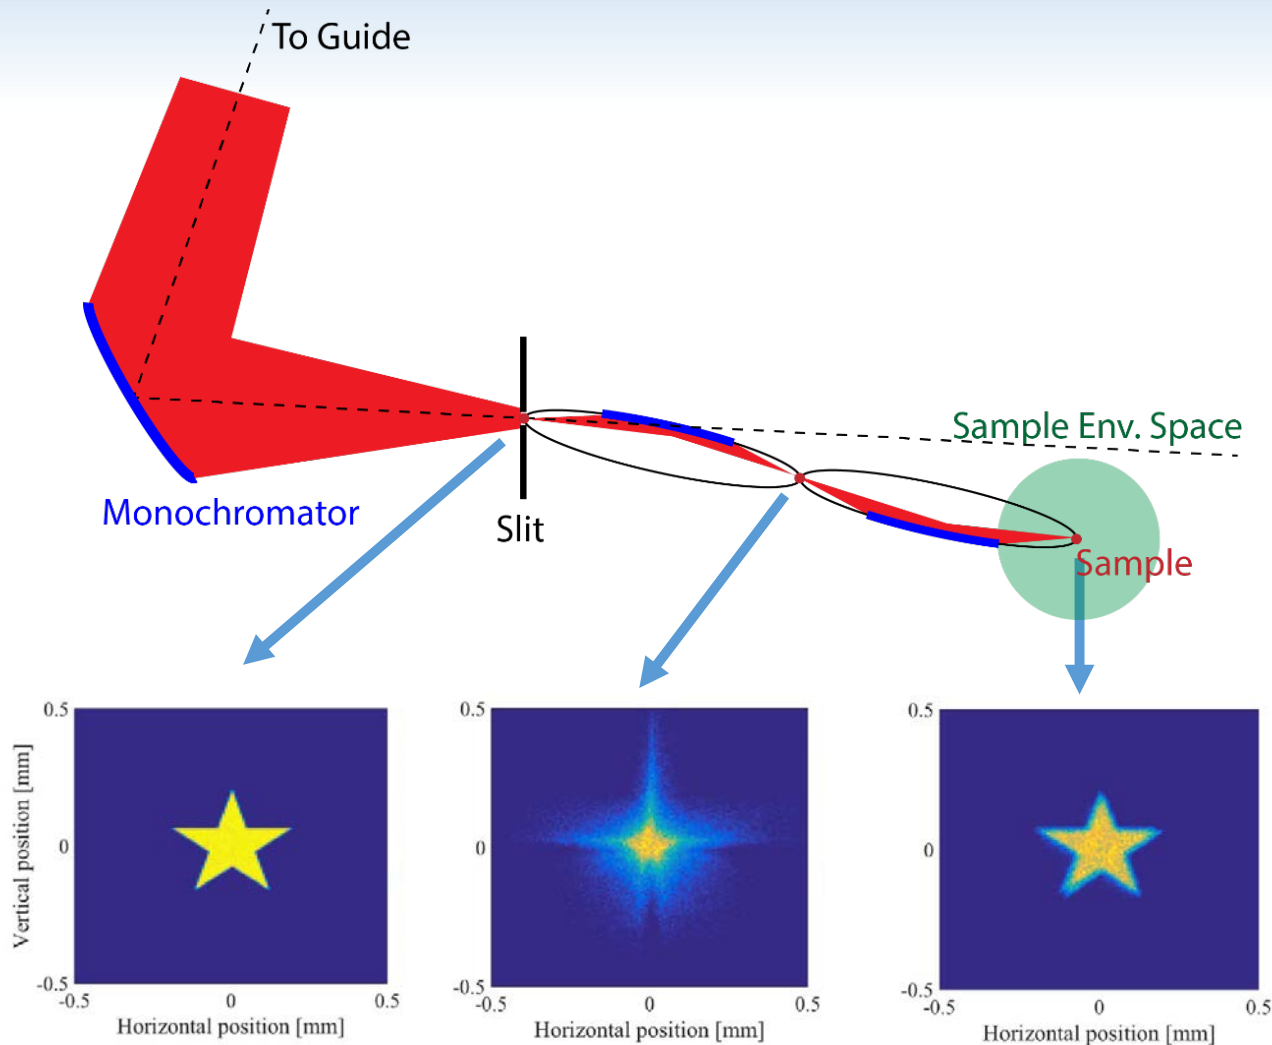 To Guide
Sample Env. Space
Monochromator
Slit
Sample
0.5
0
-0.5
-0.5
0
0.5
Vertical position [mm]
Horizontal position [mm]
0.5
0
-0.5
-0.5
0
0.5
Horizontal position [mm]
0.5
0
-0.5
-0.5
0
0.5
Horizontal position [mm]